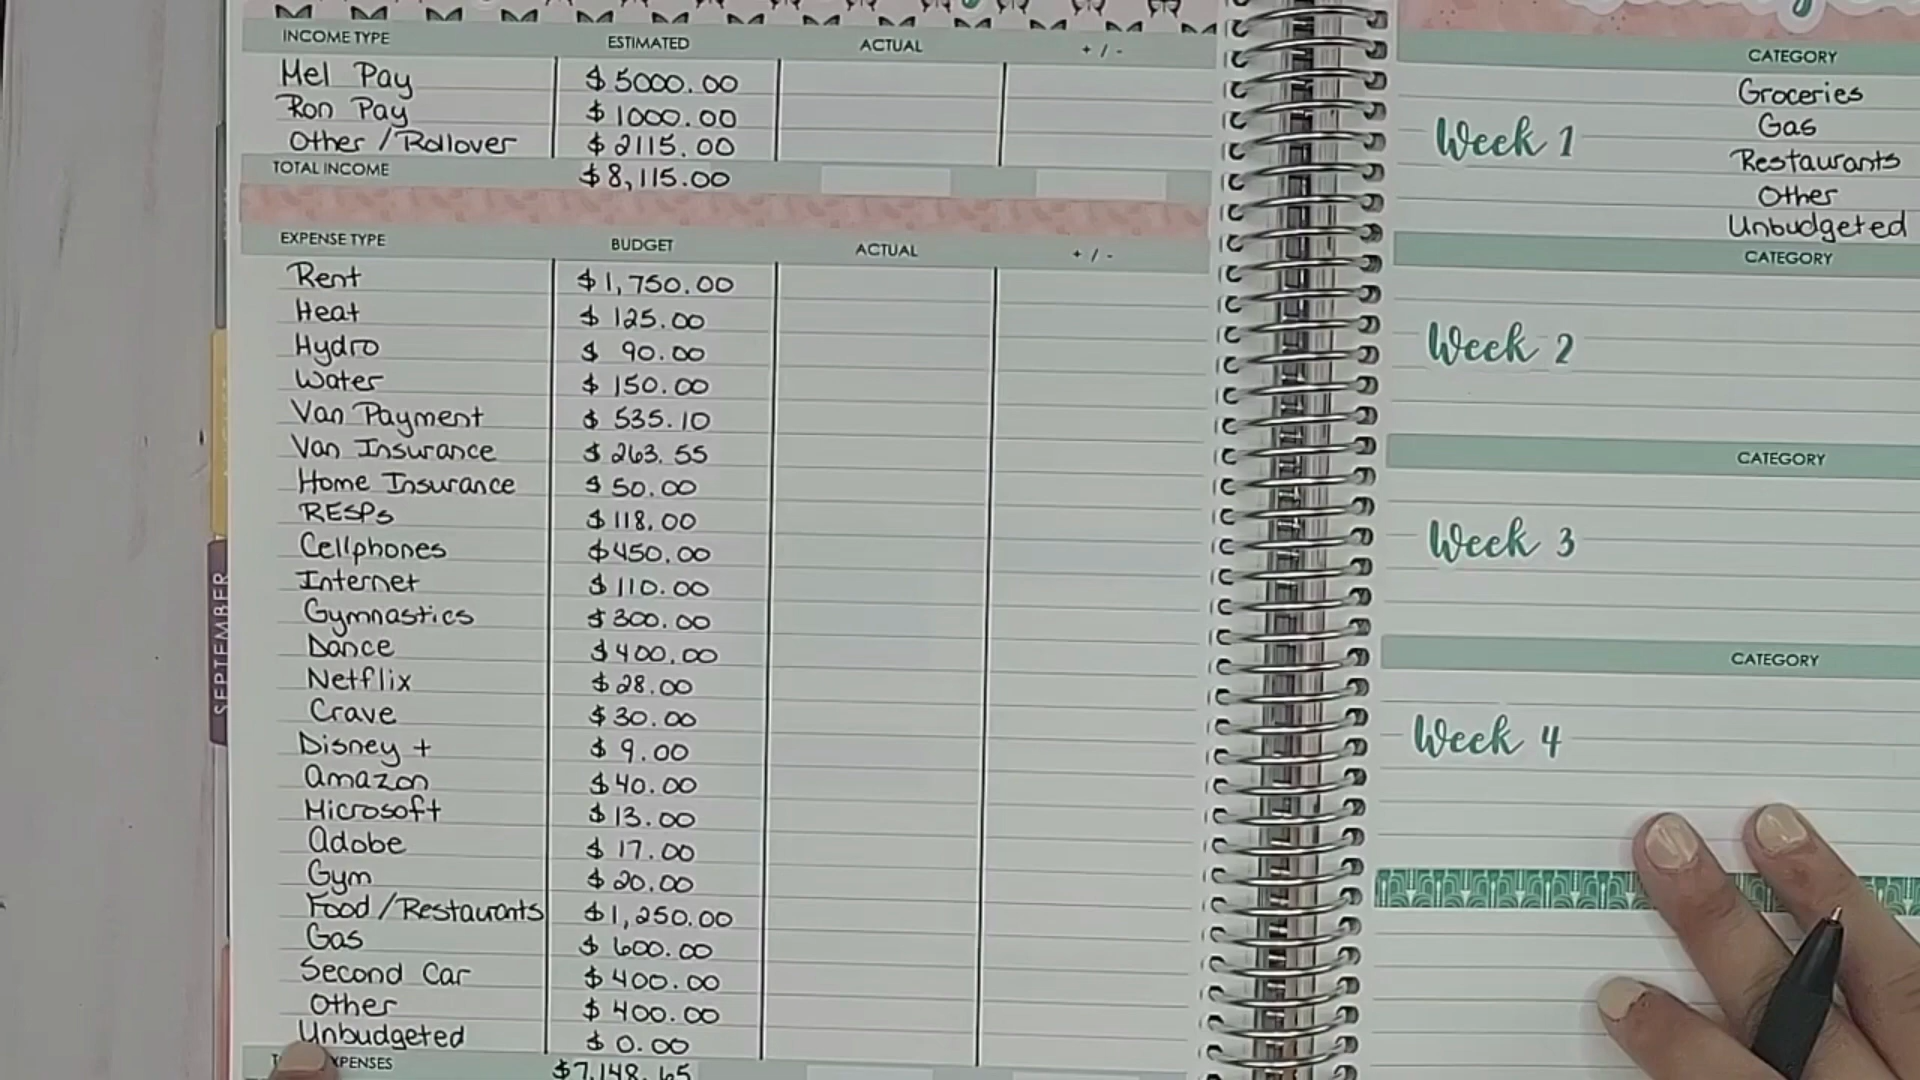 INCOME TYPE ESTIMATED ACTUAL + / -
Mel Pay $5000.00
Ron Pay $1000.00
Other/Rollover $2115.00
TOTAL INCOME $8,115.00
EXPENSE TYPE BUDGET ACTUAL + / -
Rent $1,750.00
Heat $125.00
Hydro $90.00
Water $150.00
Van Payment $535.10
Van Insurance $263.55
Home Insurance $50.00
RESPs $118.00
Cellphones $450.00
Internet $110.00
Gymnastics $300.00
Dance $400.00
Netflix $28.00
Crave $30.00
Disney + $9.00
Amazon $40.00
Microsoft $13.00
Adobe $17.00
Gym $20.00
Food/Restaurants $1,250.00
Gas $600.00
Second Car $400.00
Other $400.00
Unbudgeted $0.00
EXPENSES $7,148.65
SEPTEMBER
CATEGORY
Week 1
Groceries
Gas
Restaurants
Other
Unbudgeted
CATEGORY
Week 2
CATEGORY
Week 3
CATEGORY
Week 4